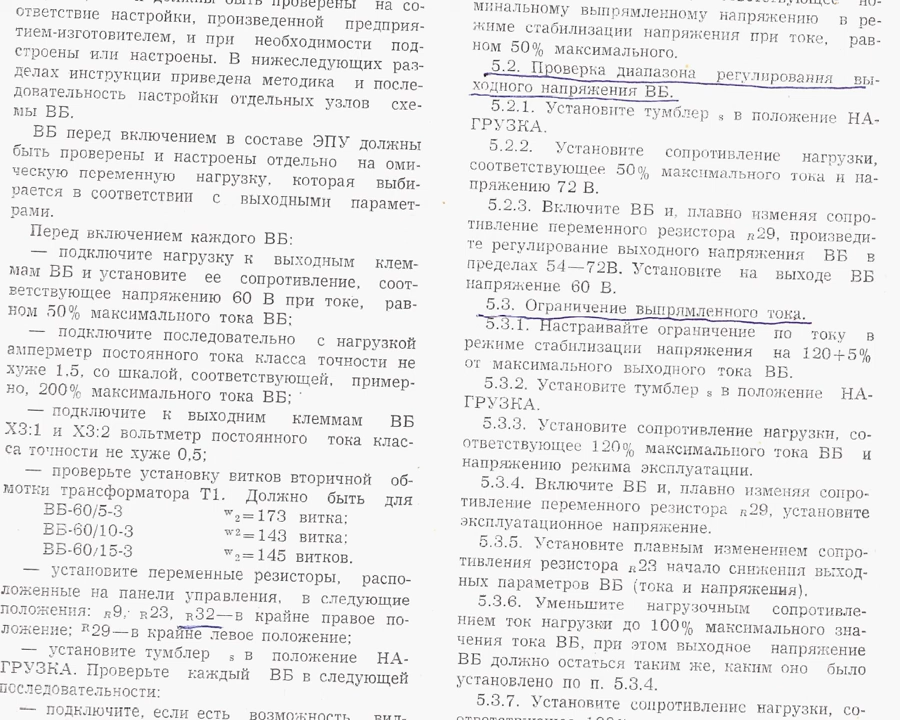 должны быть проверены на со-
ответствие настройки, произведенной предприя-
тием-изготовителем, и при необходимости под-
строены или настроены. В нижеследующих раз-
делах инструкции приведена методика и после-
довательность настройки отдельных узлов схе-
мы ВБ.
ВБ перед включением в составе ЭПУ должны
быть проверены и настроены отдельно на оми-
ческую переменную нагрузку, которая выби-
рается в соответствии с выходными парамет-
рами.
Перед включением каждого ВБ:
— подключите нагрузку к выходным клем-
мам ВБ и установите ее сопротивление, соот-
ветствующее напряжению 60 В при токе, рав-
ном 50% максимального тока ВБ;
— подключите последовательно с нагрузкой
амперметр постоянного тока класса точности не
хуже 1.5, со шкалой, соответствующей, пример-
но, 200% максимального тока ВБ;
— подключите к выходним клеммам ВБ
Х3:1 и Х3:2 вольтметр постоянного тока клас-
са точности не хуже 0,5;
— проверьте установку витков вторичной об-
мотки трансформатора Т1. Должно быть для
ВБ-60/5-3 w₂=173 витка;
ВБ-60/10-3 w²=143 витка;
ВБ-60/15-3 w₂=145 витков.
— установите переменные резисторы, распо-
ложенные на панели управления, в следующие
положения: R9, R23, R32—в крайне правое по-
ложение; R29—в крайне левое положение;
— установите тумблер s в положение НА-
ГРУЗКА. Проверьте каждый ВБ в следующей
последовательности:
— подключите, если есть возможность
минальному выпрямленному напряжению в ре-
жиме стабилизации напряжения при токе, рав-
ном 50% максимального.
5.2. Проверка диапазона регулирования вы-
ходного напряжения ВБ.
5.2.1. Установите тумблер s в положение НА-
ГРУЗКА.
5.2.2. Установите сопротивление нагрузки,
соответствующее 50% максимального тока и на-
пряжению 72 В.
5.2.3. Включите ВБ и, плавно изменяя сопро-
тивление переменного резистора R29, произведи-
те регулирование выходного напряжения ВБ в
пределах 54—72В. Установите на выходе ВБ
напряжение 60 В.
5.3. Ограничение выпрямленного тока.
5.3.1. Настраивайте ограничение по току в
режиме стабилизации напряжения на 120+5%
от максимального выходного тока ВБ.
5.3.2. Установите тумблер s в положение НА-
ГРУЗКА.
5.3.3. Установите сопротивление нагрузки, со-
ответствующее 120% максимального тока ВБ и
напряжению режима эксплуатации.
5.3.4. Включите ВБ и, плавно изменяя сопро-
тивление переменного резистора R29, установите
эксплуатационное напряжение.
5.3.5. Установите плавным изменением сопро-
тивления резистора R23 начало снижения выход-
ных параметров ВБ (тока и напряжения).
5.3.6. Уменьшите нагрузочным сопротивле-
нием ток нагрузки до 100% максимального зна-
чения тока ВБ, при этом выходное напряжение
ВБ должно остаться таким же, каким оно было
установлено по п. 5.3.4.
5.3.7. Установите сопротивление нагрузки, со-